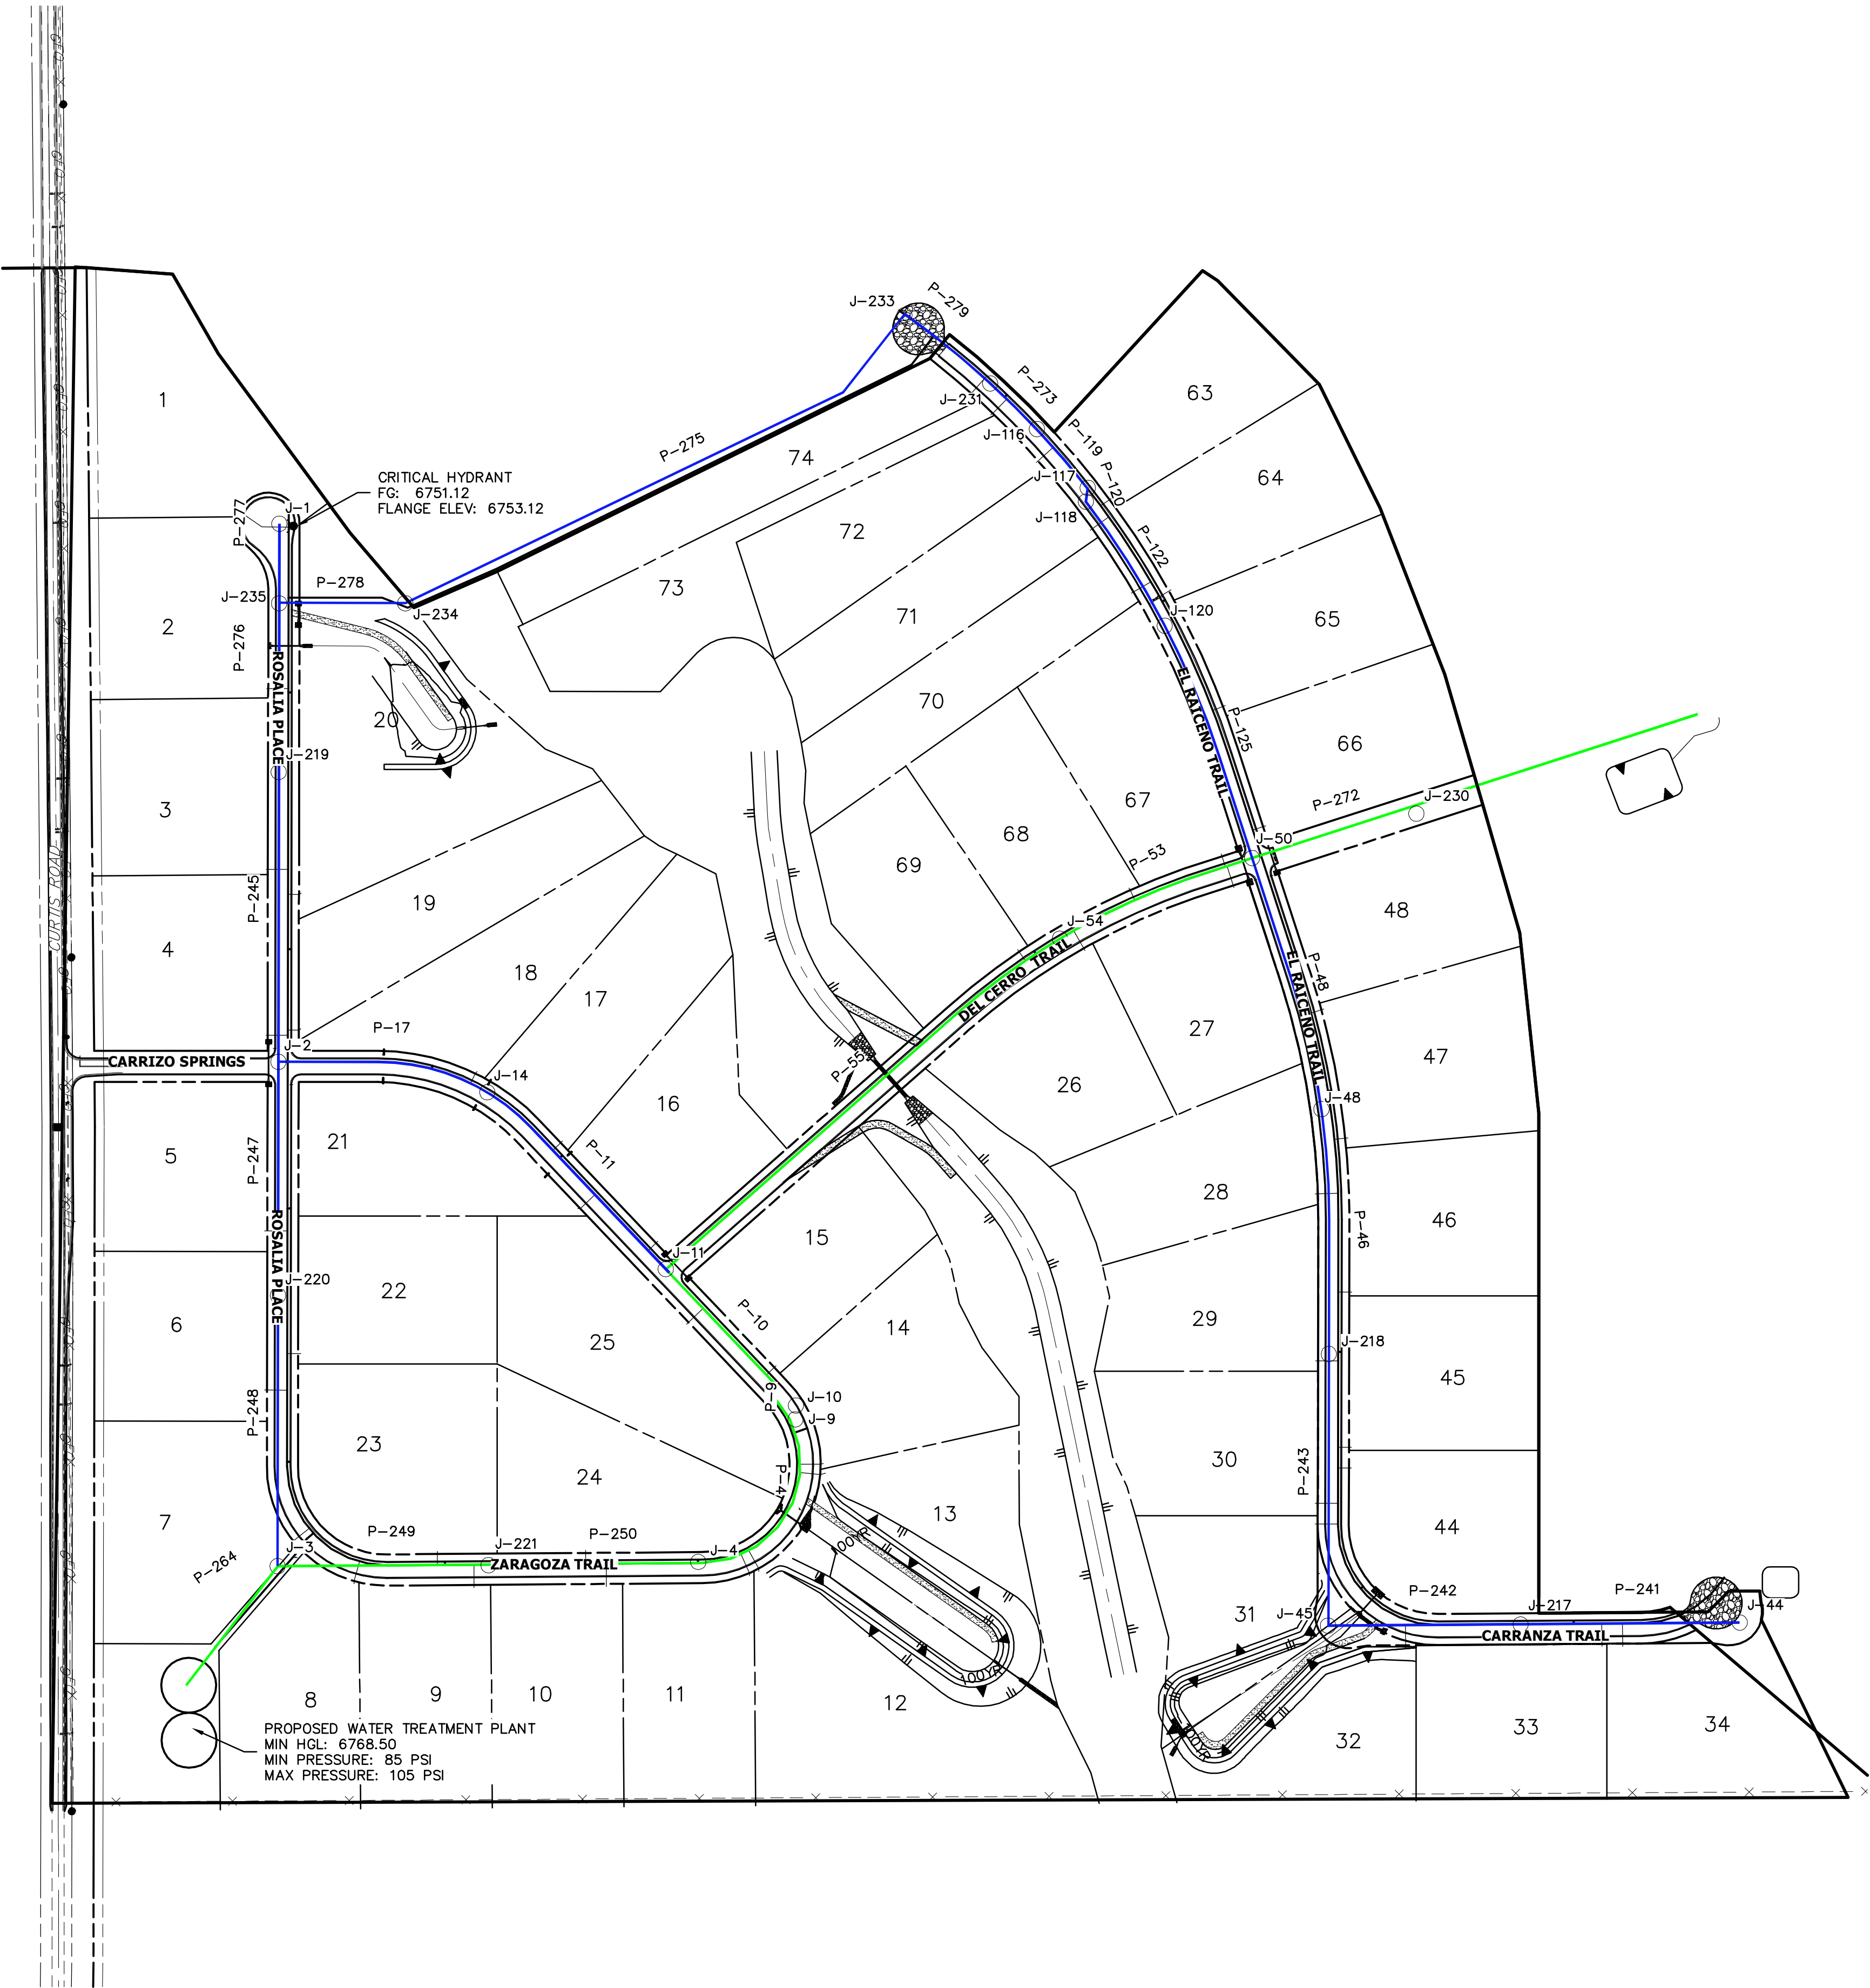 J-233
P-279
1
P-275
74
J-231
P-273
J-116
P-119
63
CRITICAL HYDRANT
FG: 6751.12
FLANGE ELEV: 6753.12
J-117
P-120
64
J-1
P-277
J-118
72
P-122
P-278
73
J-235
J-234
71
J-120
65
2
P-276
ROSALIA PLACE
20
70
EL RAICENO TRAIL
P-125
66
J-219
3
67
P-272
J-230
68
J-50
69
P-53
CURTIS ROAD
P-245
19
48
4
J-54
18
17
DEL CERRO TRAIL
P-48
EL RAICENO TRAIL
P-17
27
J-2
CARRIZO SPRINGS
47
P-55
J-14
26
16
J-48
5
P-247
21
P-11
28
46
P-46
ROSALIA PLACE
15
J-11
J-220
22
6
P-10
14
29
25
J-218
45
P-248
P-6
J-10
J-9
23
24
P-4
30
P-243
13
7
P-249
P-250
44
100YR
J-221
J-3
ZARAGOZA TRAIL
J-4
P-264
P-242
P-241
31
J-45
J-217
J-44
CARRANZA TRAIL
100YR
8
9
10
11
12
100YR
32
33
34
PROPOSED WATER TREATMENT PLANT
MIN HGL: 6768.50
MIN PRESSURE: 85 PSI
MAX PRESSURE: 105 PSI